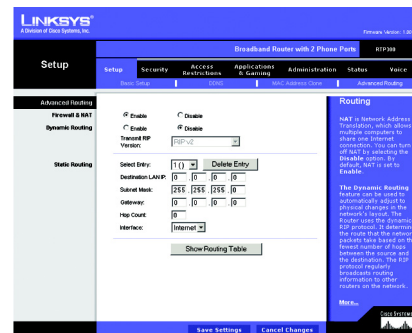 LINKSYS®
A Division of Cisco Systems, Inc.
Firmware Version: 1.00
Broadband Router with 2 Phone Ports RTP300
Setup
Setup Security Access Restrictions Applications & Gaming Administration Status Voice
Basic Setup DDNS MAC Address Clone Advanced Routing
Advanced Routing
Firewall & NAT
Enable Disable
Dynamic Routing
Enable Disable
Transmit RIP Version: RIP v2
Static Routing
Select Entry: 1 () Delete Entry
Destination LAN IP: 0 . 0 . 0 . 0
Subnet Mask: 255 . 255 . 255 . 0
Gateway: 0 . 0 . 0 . 0
Hop Count: 0
Interface: Internet
Show Routing Table
Routing
NAT is Network Address
Translation, which allows
multiple computers to
share one Internet
connection. You can turn
off NAT by selecting the
Disable option. By
default, NAT is set to
Enable.
The Dynamic Routing
feature can be used to
automatically adjust to
physical changes in the
network's layout. The
Router uses the dynamic
RIP protocol. It determin
the route that the networ
packets take based on th
fewest number of hops
between the source and
the destination. The RIP
protocol regularly
broadcasts routing
information to other
routers on the network.
More...
Cisco Systems
Save Settings Cancel Changes